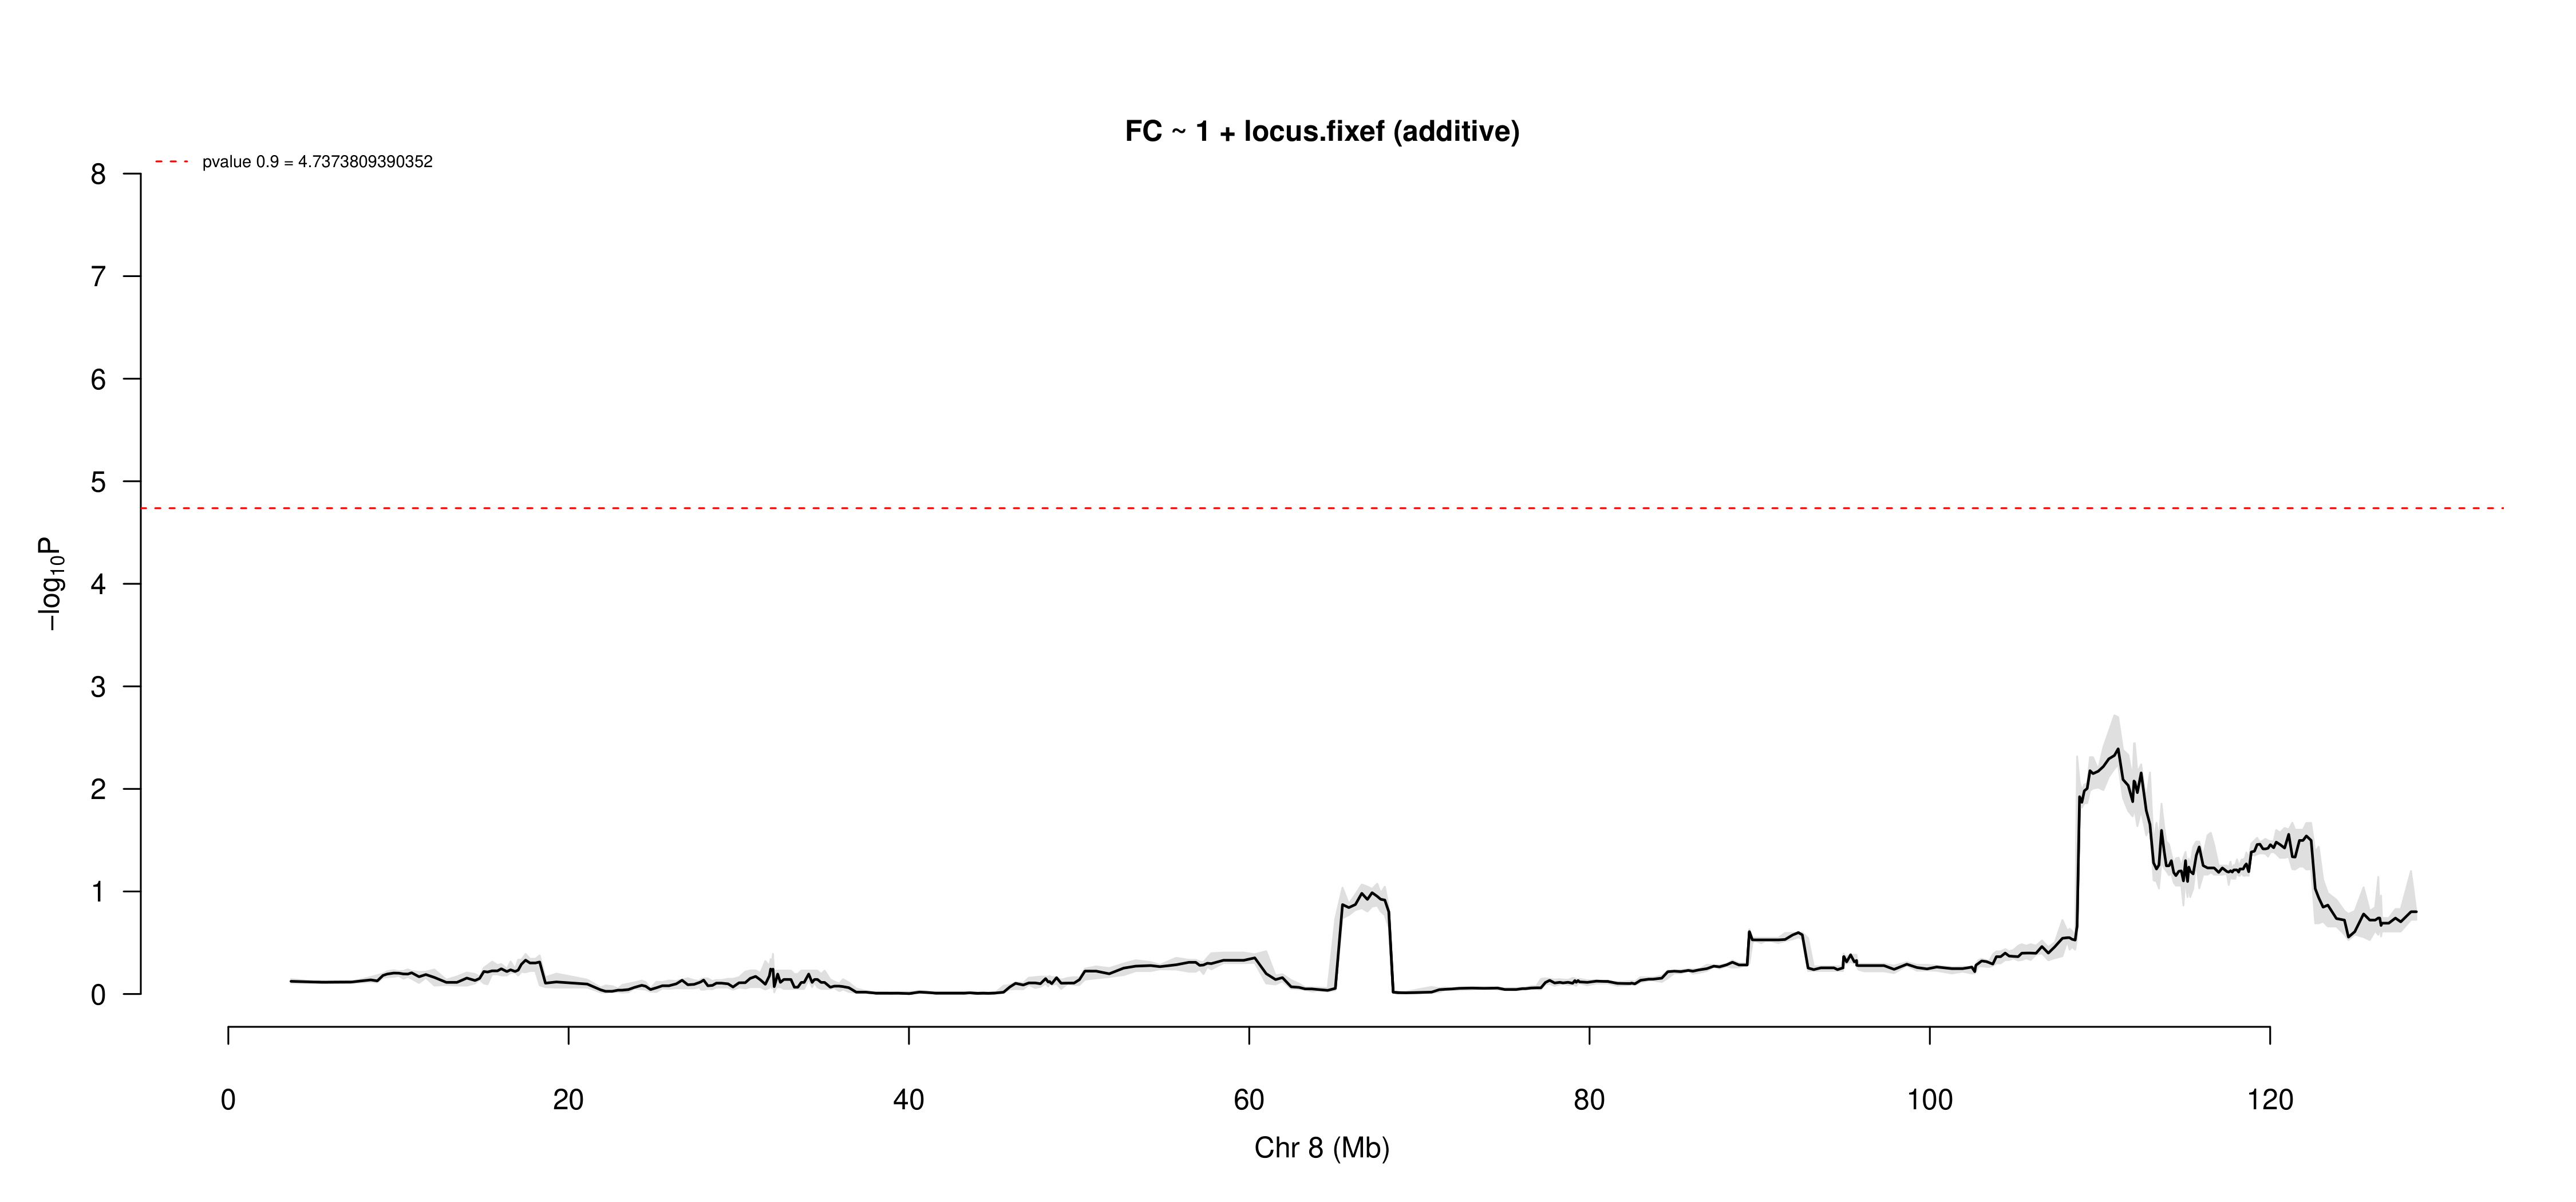 FC ~ 1 + locus.fixef (additive)
pvalue 0.9 = 4.7373809390352
8
7
6
5
4
3
2
1
0
−log10P
0 20 40 60 80 100 120
Chr 8 (Mb)